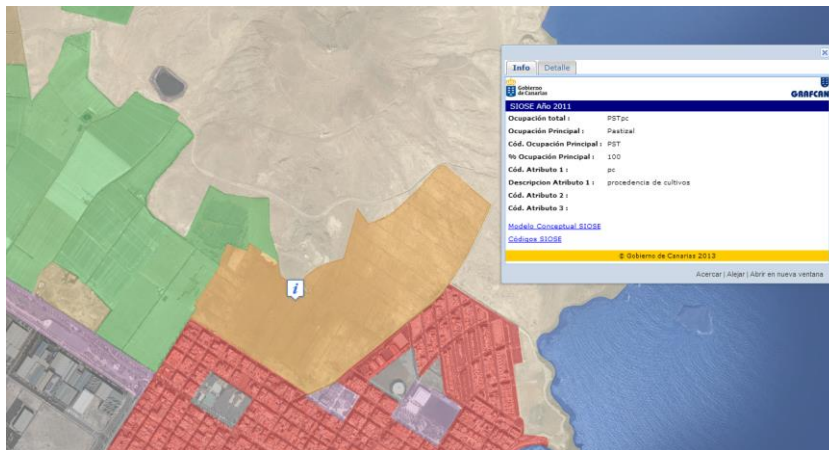 Info Detalle
Gobierno
de Canarias
GRAFCAN
SIOSE Año 2011
Ocupación total : PSTpc
Ocupación Principal : Pastizal
Cód. Ocupación Principal : PST
% Ocupación Principal : 100
Cód. Atributo 1 : pc
Descripcion Atributo 1 : procedencia de cultivos
Cód. Atributo 2 :
Cód. Atributo 3 :
Modelo Conceptual SIOSE
Códigos SIOSE
© Gobierno de Canarias 2013
Acercar | Alejar | Abrir en nueva ventana
i